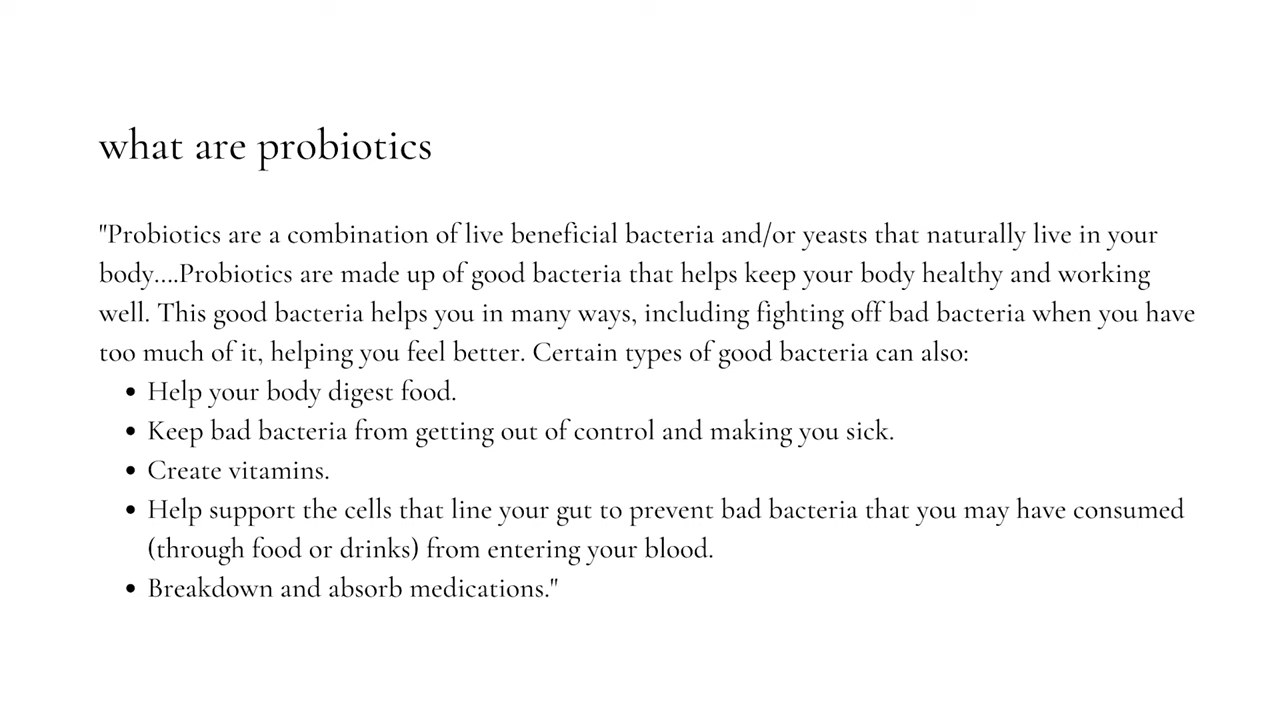 what are probiotics
"Probiotics are a combination of live beneficial bacteria and/or yeasts that naturally live in your
body....Probiotics are made up of good bacteria that helps keep your body healthy and working
well. This good bacteria helps you in many ways, including fighting off bad bacteria when you have
too much of it, helping you feel better. Certain types of good bacteria can also:
• Help your body digest food.
• Keep bad bacteria from getting out of control and making you sick.
• Create vitamins.
• Help support the cells that line your gut to prevent bad bacteria that you may have consumed
(through food or drinks) from entering your blood.
• Breakdown and absorb medications."